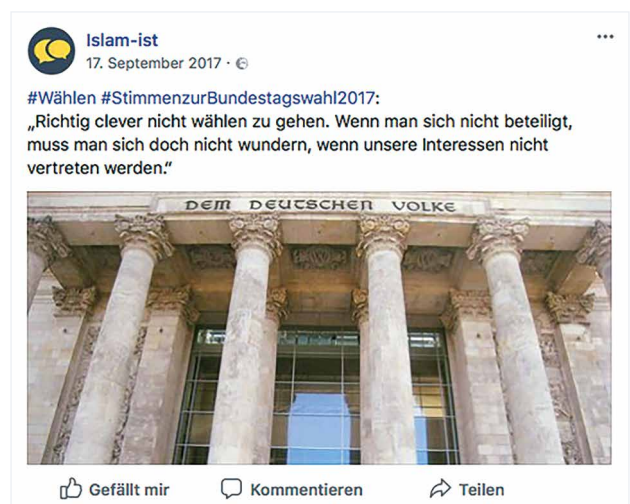 Islam-ist
17. September 2017 ·
#Wählen #StimmenzurBundestagswahl2017:
„Richtig clever nicht wählen zu gehen. Wenn man sich nicht beteiligt,
muss man sich doch nicht wundern, wenn unsere Interessen nicht
vertreten werden.“
DEM DEUTSCHEN VOLKE
Gefällt mir
Kommentieren
Teilen